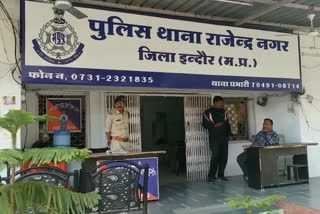 पुलिस थाना राजेन्द्र नगर
जिला इन्दौर (म.प्र.)
फोन नं. 0731-2321835
थाना प्रभारी 70491-08714